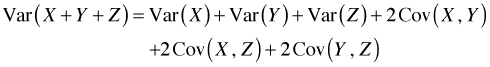 Var(X+Y+Z)=Var(X)+Var(Y)+Var(Z)+2Cov(X,Y)
+2Cov(X,Z)+2Cov(Y,Z)